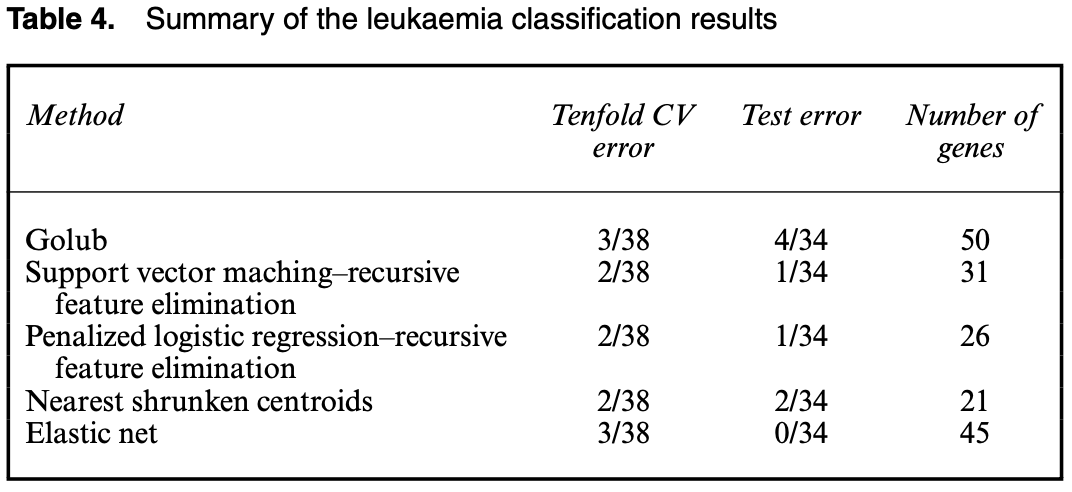 Table 4. Summary of the leukaemia classification results
Method Tenfold CV Test error Number of
error genes
Golub 3/38 4/34 50
Support vector maching–recursive 2/38 1/34 31
feature elimination
Penalized logistic regression–recursive 2/38 1/34 26
feature elimination
Nearest shrunken centroids 2/38 2/34 21
Elastic net 3/38 0/34 45